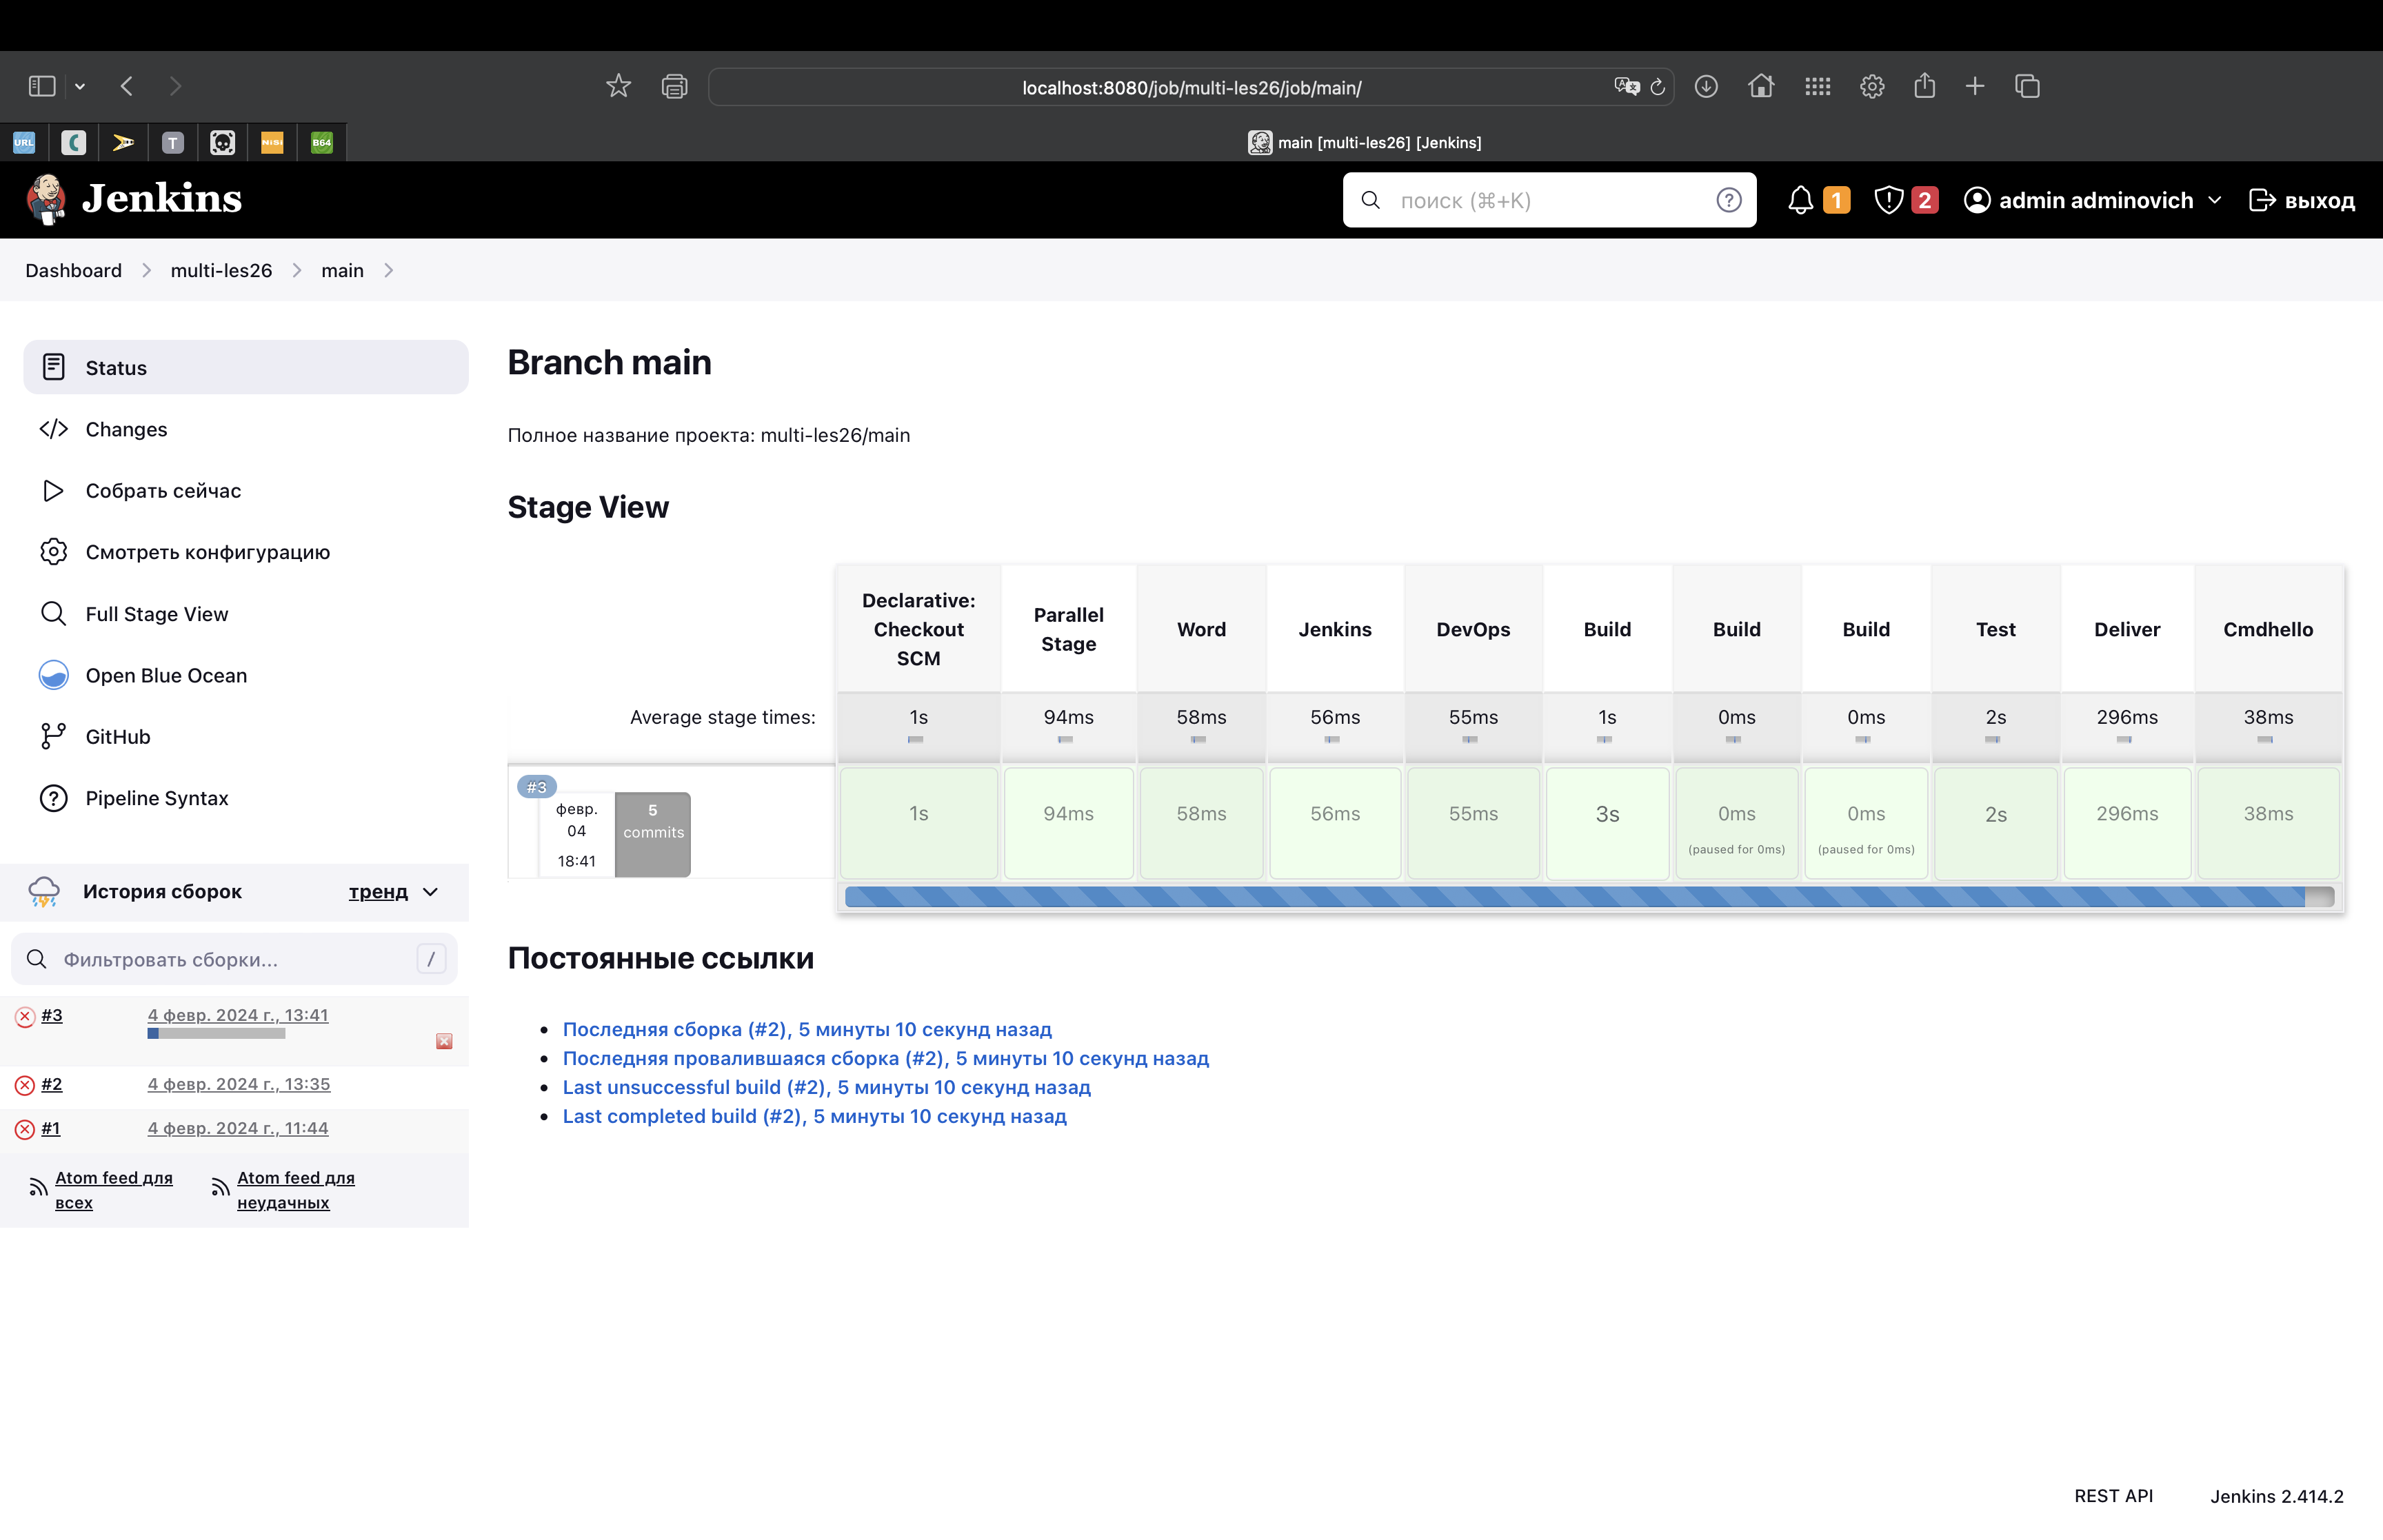 localhost:8080/job/multi-les26/job/main/
URL
T
B64
main [multi-les26] [Jenkins]
Jenkins
поиск (⌘+K)
1
2
admin adminovich
выход
Dashboard
multi-les26
main
Status
Changes
Собрать сейчас
Смотреть конфигурацию
Full Stage View
Open Blue Ocean
GitHub
Pipeline Syntax
История сборок
тренд
Фильтровать сборки...
/
#3
4 февр. 2024 г., 13:41
#2
4 февр. 2024 г., 13:35
#1
4 февр. 2024 г., 11:44
Atom feed для
всех
Atom feed для
неудачных
Branch main
Полное название проекта: multi-les26/main
Stage View
Declarative:
Checkout
SCM
Parallel
Stage
Word
Jenkins
DevOps
Build
Build
Build
Test
Deliver
Cmdhello
Average stage times:
1s
94ms
58ms
56ms
55ms
1s
0ms
0ms
2s
296ms
38ms
#3
февр.
04
18:41
5
commits
1s
94ms
58ms
56ms
55ms
3s
0ms
(paused for 0ms)
0ms
(paused for 0ms)
2s
296ms
38ms
Постоянные ссылки
Последняя сборка (#2), 5 минуты 10 секунд назад
Последняя провалившаяся сборка (#2), 5 минуты 10 секунд назад
Last unsuccessful build (#2), 5 минуты 10 секунд назад
Last completed build (#2), 5 минуты 10 секунд назад
REST API
Jenkins 2.414.2